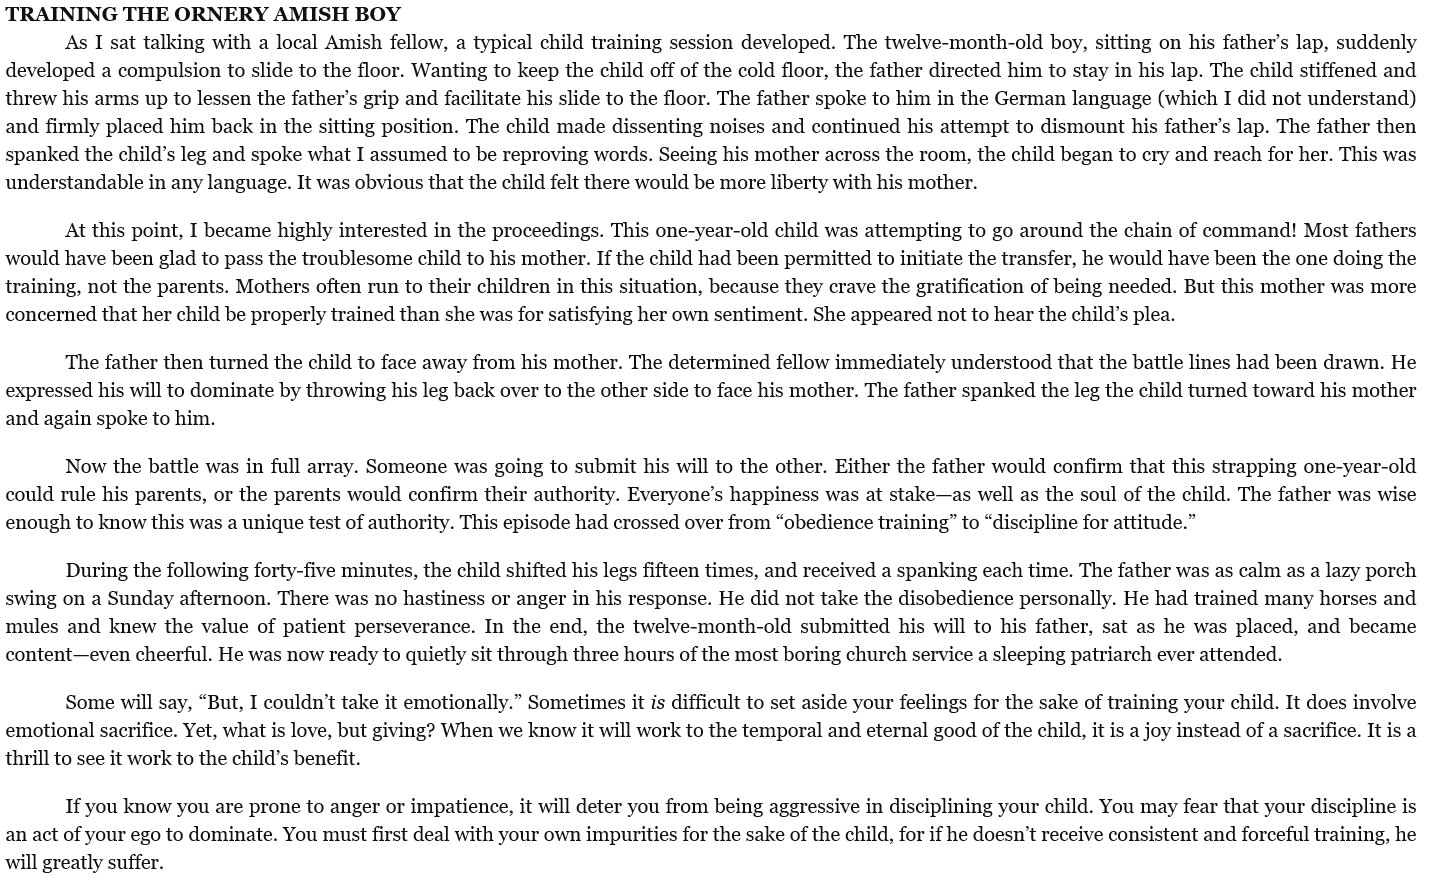 TRAINING THE ORNERY AMISH BOY
As I sat talking with a local Amish fellow, a typical child training session developed. The twelve-month-old boy, sitting on his father’s lap, suddenly
developed a compulsion to slide to the floor. Wanting to keep the child off of the cold floor, the father directed him to stay in his lap. The child stiffened and
threw his arms up to lessen the father’s grip and facilitate his slide to the floor. The father spoke to him in the German language (which I did not understand)
and firmly placed him back in the sitting position. The child made dissenting noises and continued his attempt to dismount his father’s lap. The father then
spanked the child’s leg and spoke what I assumed to be reproving words. Seeing his mother across the room, the child began to cry and reach for her. This was
understandable in any language. It was obvious that the child felt there would be more liberty with his mother.
At this point, I became highly interested in the proceedings. This one-year-old child was attempting to go around the chain of command! Most fathers
would have been glad to pass the troublesome child to his mother. If the child had been permitted to initiate the transfer, he would have been the one doing the
training, not the parents. Mothers often run to their children in this situation, because they crave the gratification of being needed. But this mother was more
concerned that her child be properly trained than she was for satisfying her own sentiment. She appeared not to hear the child’s plea.
The father then turned the child to face away from his mother. The determined fellow immediately understood that the battle lines had been drawn. He
expressed his will to dominate by throwing his leg back over to the other side to face his mother. The father spanked the leg the child turned toward his mother
and again spoke to him.
Now the battle was in full array. Someone was going to submit his will to the other. Either the father would confirm that this strapping one-year-old
could rule his parents, or the parents would confirm their authority. Everyone’s happiness was at stake—as well as the soul of the child. The father was wise
enough to know this was a unique test of authority. This episode had crossed over from “obedience training” to “discipline for attitude.”
During the following forty-five minutes, the child shifted his legs fifteen times, and received a spanking each time. The father was as calm as a lazy porch
swing on a Sunday afternoon. There was no hastiness or anger in his response. He did not take the disobedience personally. He had trained many horses and
mules and knew the value of patient perseverance. In the end, the twelve-month-old submitted his will to his father, sat as he was placed, and became
content—even cheerful. He was now ready to quietly sit through three hours of the most boring church service a sleeping patriarch ever attended.
Some will say, “But, I couldn’t take it emotionally.” Sometimes it is difficult to set aside your feelings for the sake of training your child. It does involve
emotional sacrifice. Yet, what is love, but giving? When we know it will work to the temporal and eternal good of the child, it is a joy instead of a sacrifice. It is a
thrill to see it work to the child’s benefit.
If you know you are prone to anger or impatience, it will deter you from being aggressive in disciplining your child. You may fear that your discipline is
an act of your ego to dominate. You must first deal with your own impurities for the sake of the child, for if he doesn’t receive consistent and forceful training, he
will greatly suffer.